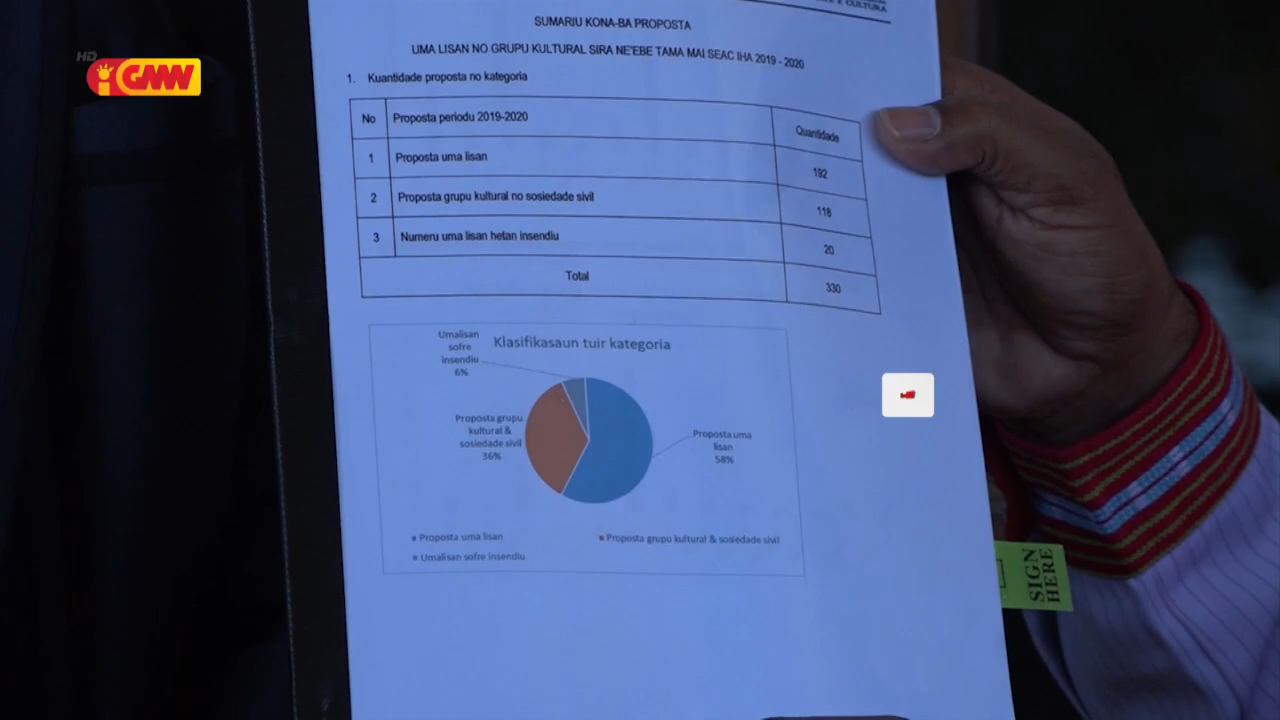 E CULTURA
SUMARIU KONA-BA PROPOSTA
UMA LISAN NO GRUPU KULTURAL SIRA NE'EBE TAMA MAI SEAC IHA 2019 - 2020
HD
GMN
1. Kuantidade proposta no kategoria
No Proposta periodu 2019-2020 Quantidade
1 Proposta uma lisan 192
2 Proposta grupu kultural no sosiedade sivil 118
3 Numeru uma lisan hetan insendiu 20
Total 330
Klasifikasaun tuir kategoria
Umalisan
sofre
insendiu
6%
Proposta grupu
kultural &
sosiedade sivil
36%
Proposta uma
lisan
58%
Proposta uma lisan
Proposta grupu kultural & sosiedade sivil
Umalisan sofre insendiu
SIGN
HERE